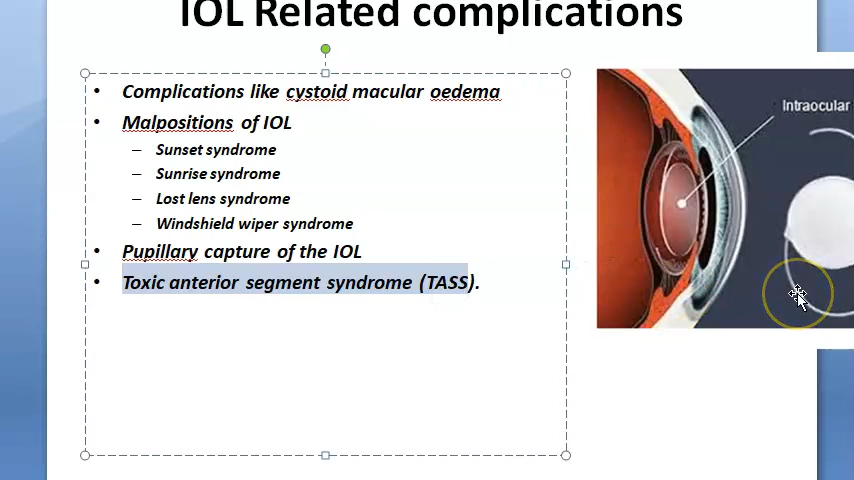 IOL Related complications
• Complications like cystoid macular oedema
• Malpositions of IOL
– Sunset syndrome
– Sunrise syndrome
– Lost lens syndrome
– Windshield wiper syndrome
• Pupillary capture of the IOL
• Toxic anterior segment syndrome (TASS).
Intraocular